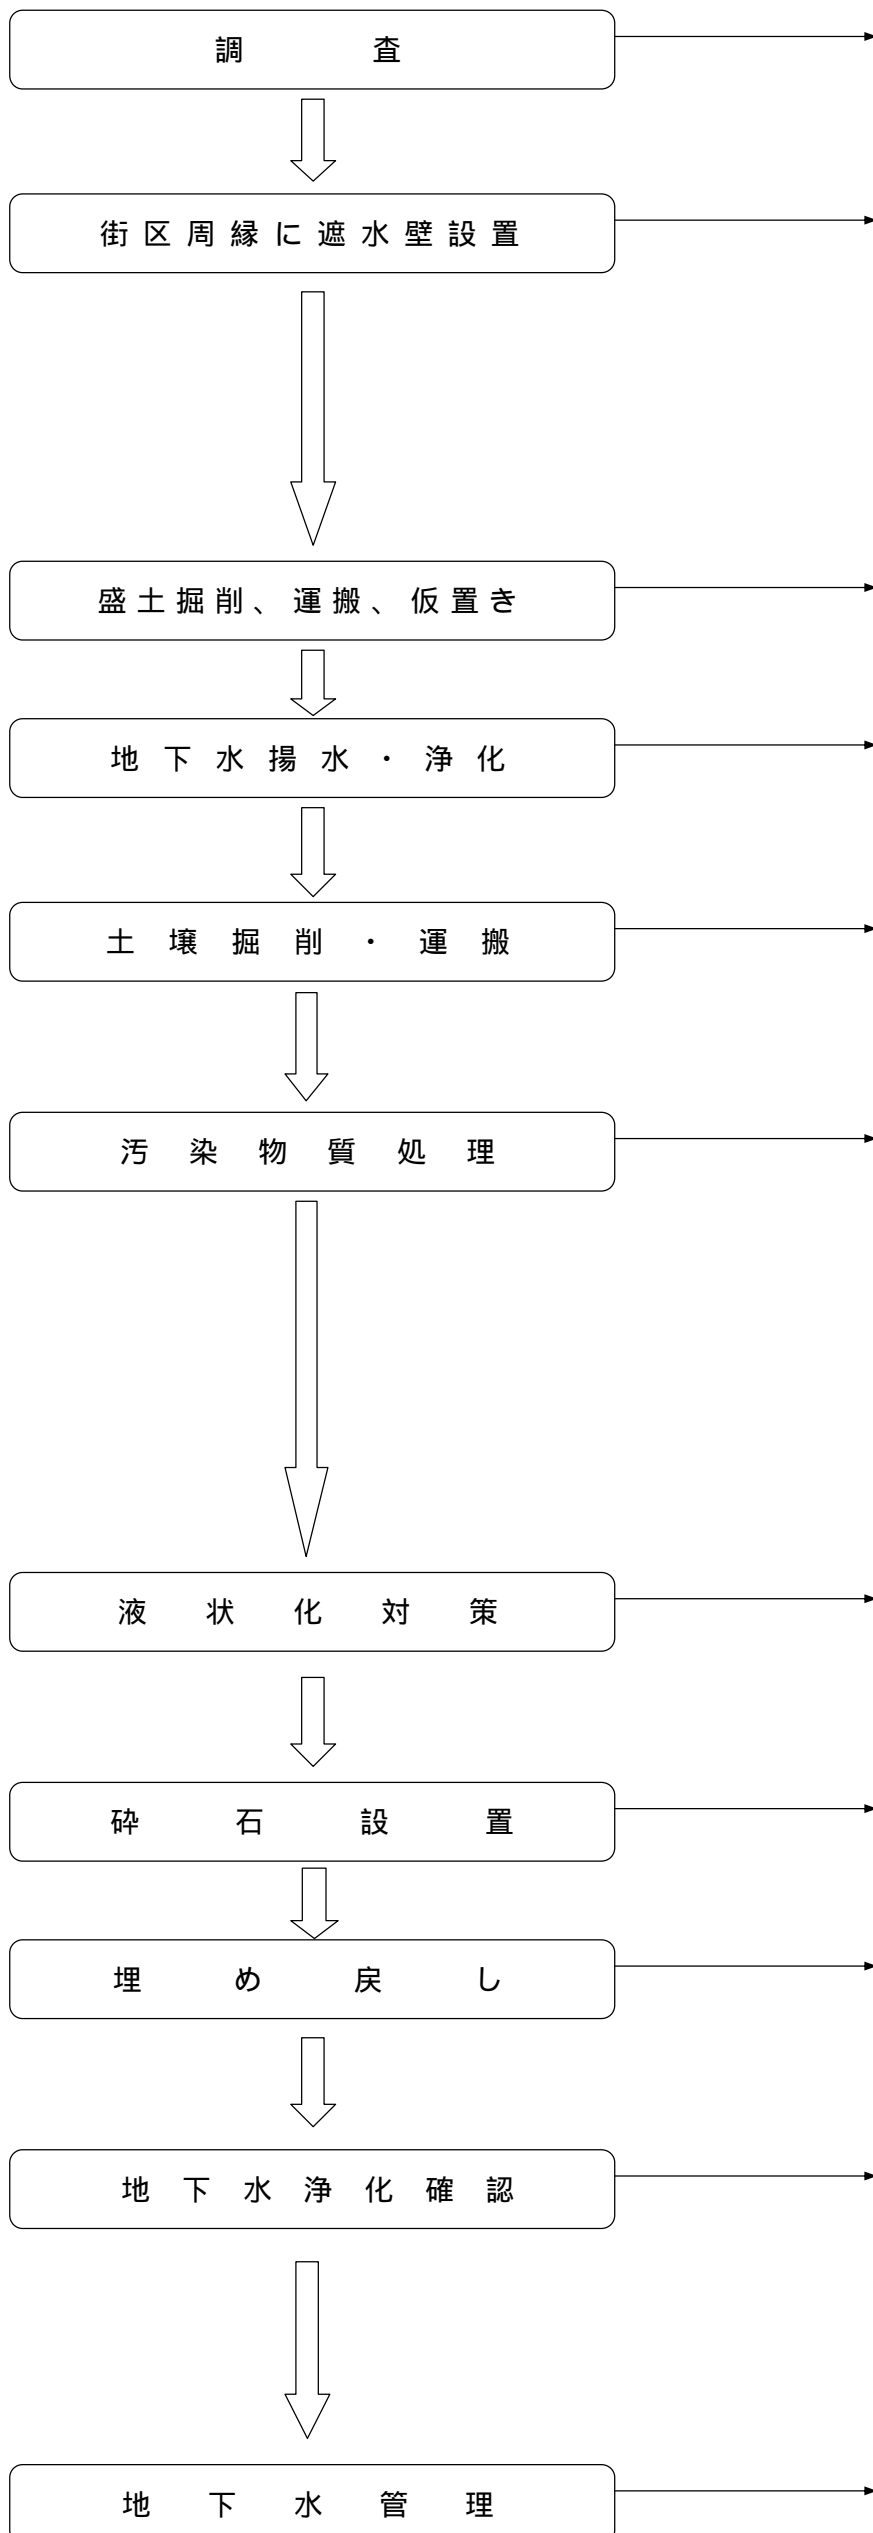 調査
街区周縁に遮水壁設置
盛土掘削、運搬、仮置き
地下水揚水・浄化
土壌掘削・運搬
汚染物質処理
液状化対策
砕石設置
埋め戻し
地下水浄化確認
地下水管理